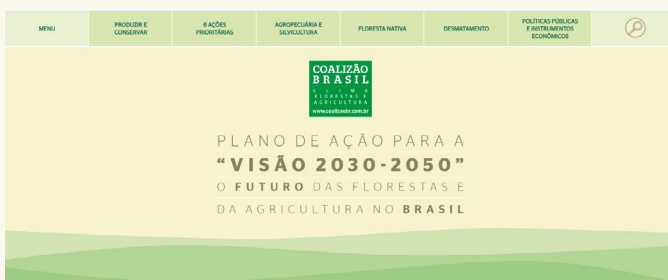 MENU
PRODUZIR E
CONSERVAR
6 AÇÕES
PRIORITÁRIAS
AGROPECUÁRIA E
SILVICULTURA
FLORESTA NATIVA
DESMATAMENTO
POLÍTICAS PÚBLICAS
E INSTRUMENTOS
ECONÔMICOS
COALIZÃO
BRASIL
CLIMA
FLORESTAS E
AGRICULTURA
www.coalizaobr.com.br
PLANO DE AÇÃO PARA A
“VISÃO 2030-2050”
O FUTURO DAS FLORESTAS E
DA AGRICULTURA NO BRASIL